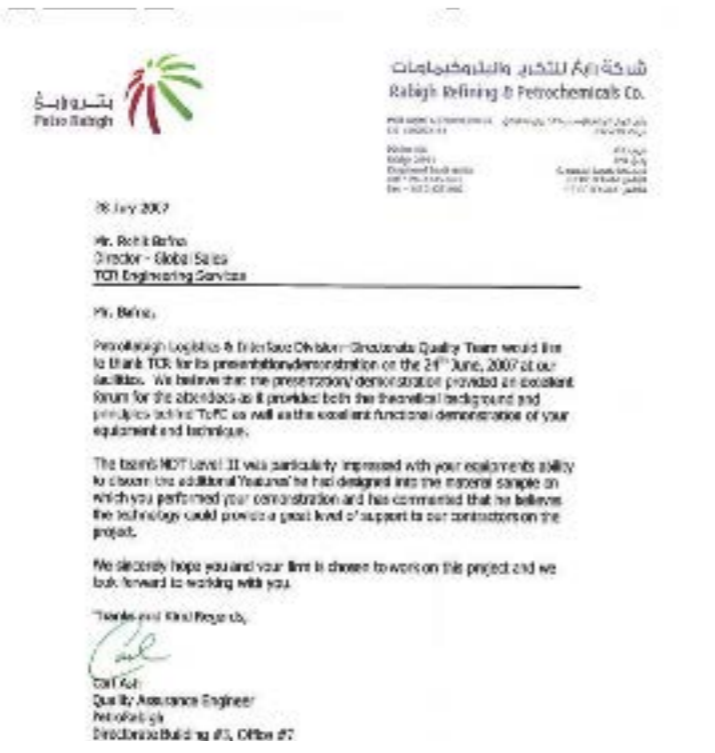 بترورابغ
Petro Rabigh
شركة رابغ للتكرير والبتروكيماويات
Rabigh Refining & Petrochemicals Co.
2007
Mr. Rohit Bafna
Director - Global Sales
TCR Engineering Services
Mr. Bafna,
PetroRabigh Logistics & Interface Division-Directorate Quality Team would like
to thank TCR for its presentation/demonstration on the 24th June, 2007 at our
facilities. We believe that the presentation/ demonstration provided an excellent
forum for the attendees as it provided both the theoretical background and
principles behind as well as the excellent functional demonstration of your
equipment and technique.
The team's NDT Level II was particularly impressed with your equipments ability
to discern the additional 'features' he had designed into the material sample on
which you performed your demonstration and has commented that he believes
the technology could provide a great level of support to our contractors on the
project.
We sincerely hope you and your firm is chosen to work on this project and we
look forward to working with you.
Thanks and Kind Regards,
Carl
Carl Ash
Quality Assurance Engineer
PetroRabigh
Directorate Building #3, Office #7